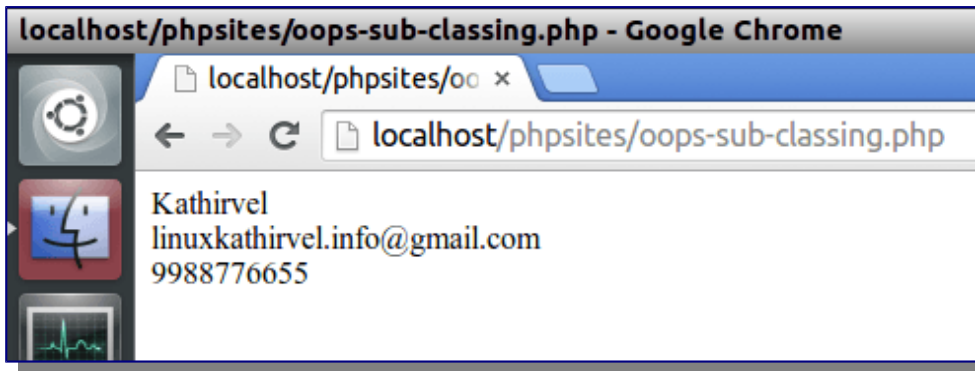 localhost/phpsites/oops-sub-classing.php - Google Chrome
localhost/phpsites/oo
localhost/phpsites/oops-sub-classing.php
Kathirvel
linuxkathirvel.info@gmail.com
9988776655